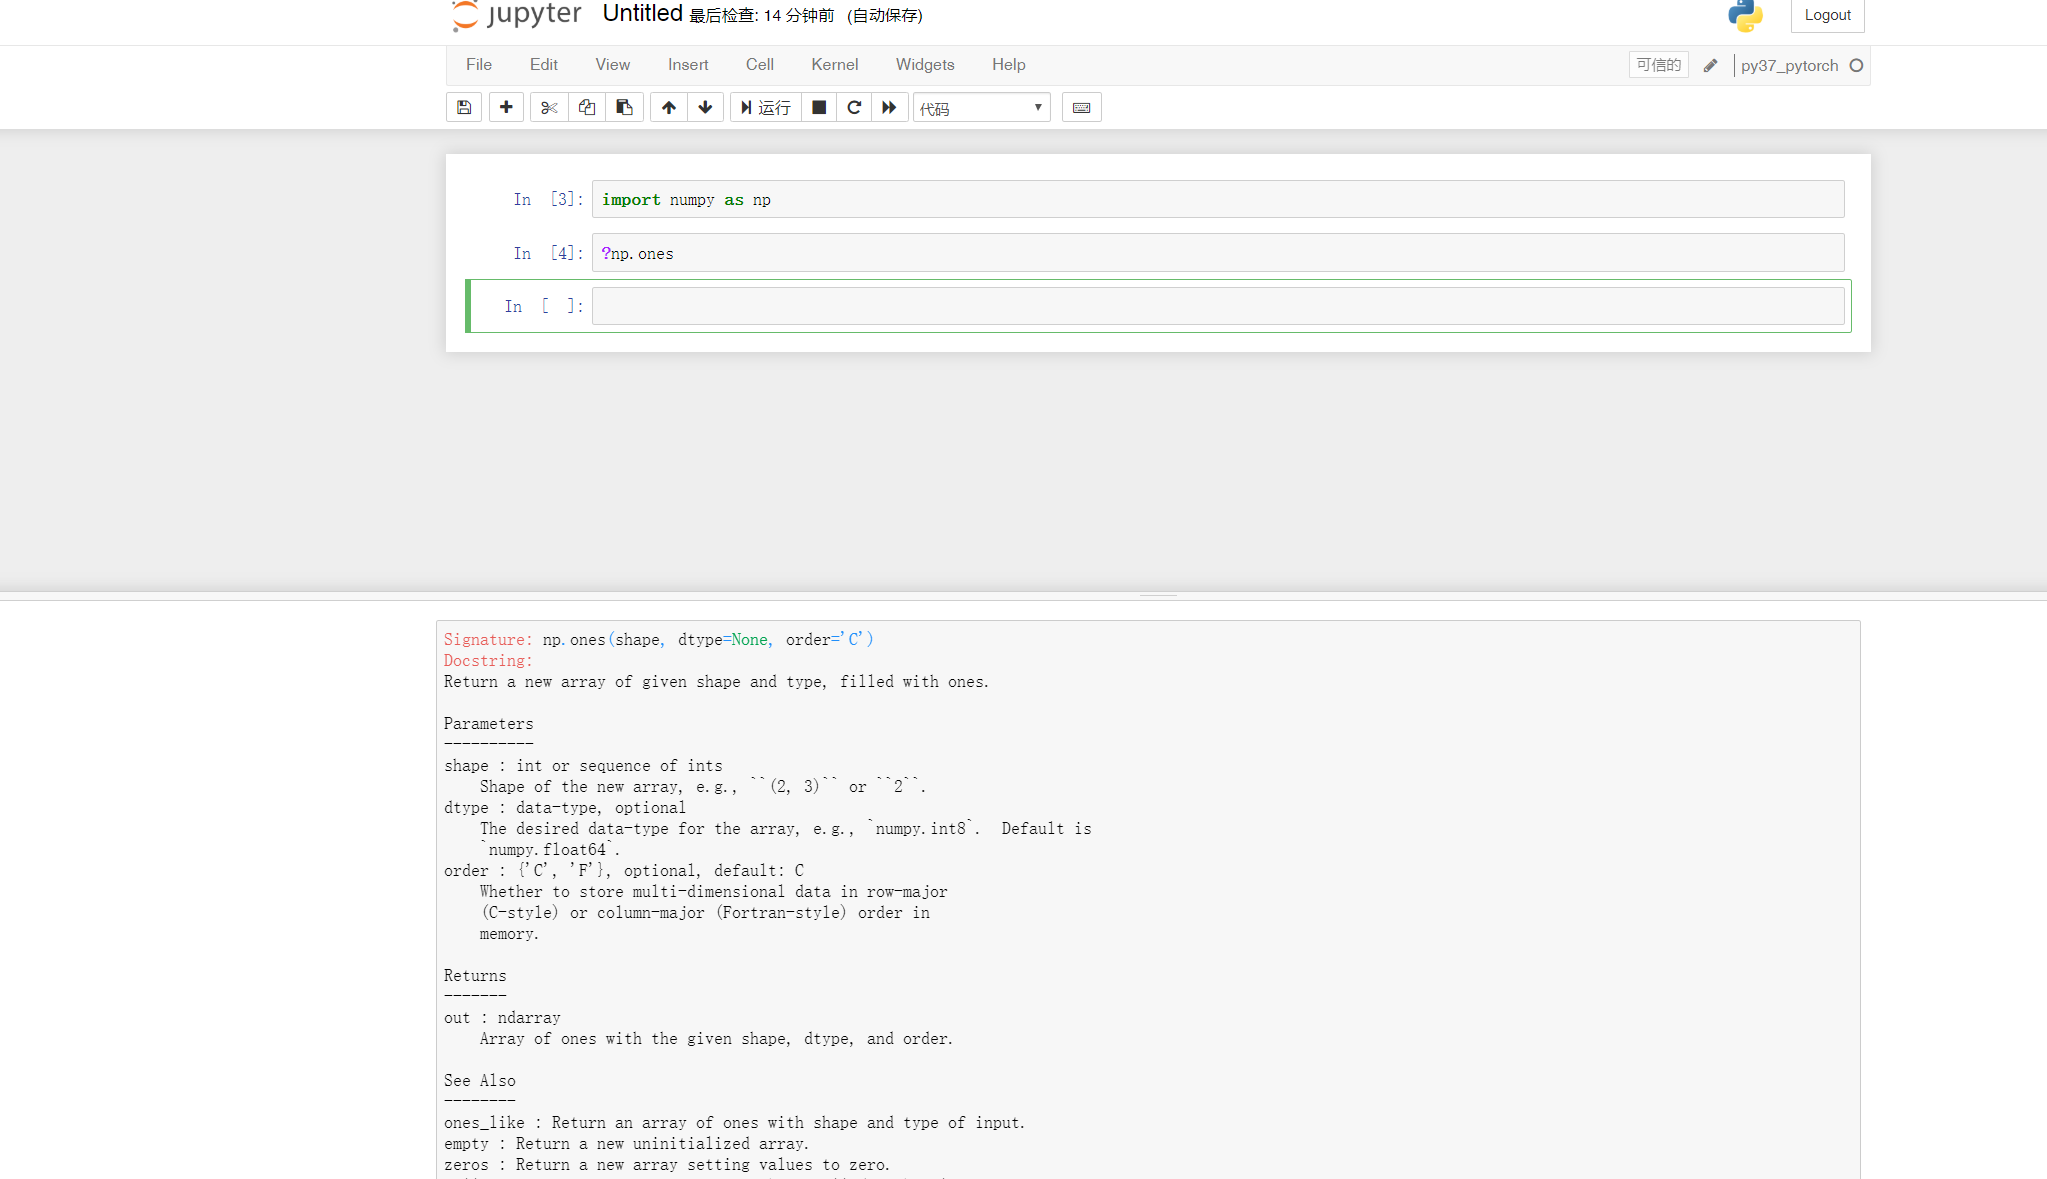 jupyter Untitled 最后检查: 14 分钟前 (自动保存) Logout
File Edit View Insert Cell Kernel Widgets Help 可信的 py37_pytorch
运行 代码
In [3]: import numpy as np
In [4]: ?np.ones
In [ ]:
Signature: np.ones(shape, dtype=None, order='C')
Docstring:
Return a new array of given shape and type, filled with ones.
Parameters
----------
shape : int or sequence of ints
Shape of the new array, e.g., ``(2, 3)`` or ``2``.
dtype : data-type, optional
The desired data-type for the array, e.g., `numpy.int8`.  Default is
`numpy.float64`.
order : {'C', 'F'}, optional, default: C
Whether to store multi-dimensional data in row-major
(C-style) or column-major (Fortran-style) order in
memory.
Returns
-------
out : ndarray
Array of ones with the given shape, dtype, and order.
See Also
--------
ones_like : Return an array of ones with shape and type of input.
empty : Return a new uninitialized array.
zeros : Return a new array setting values to zero.